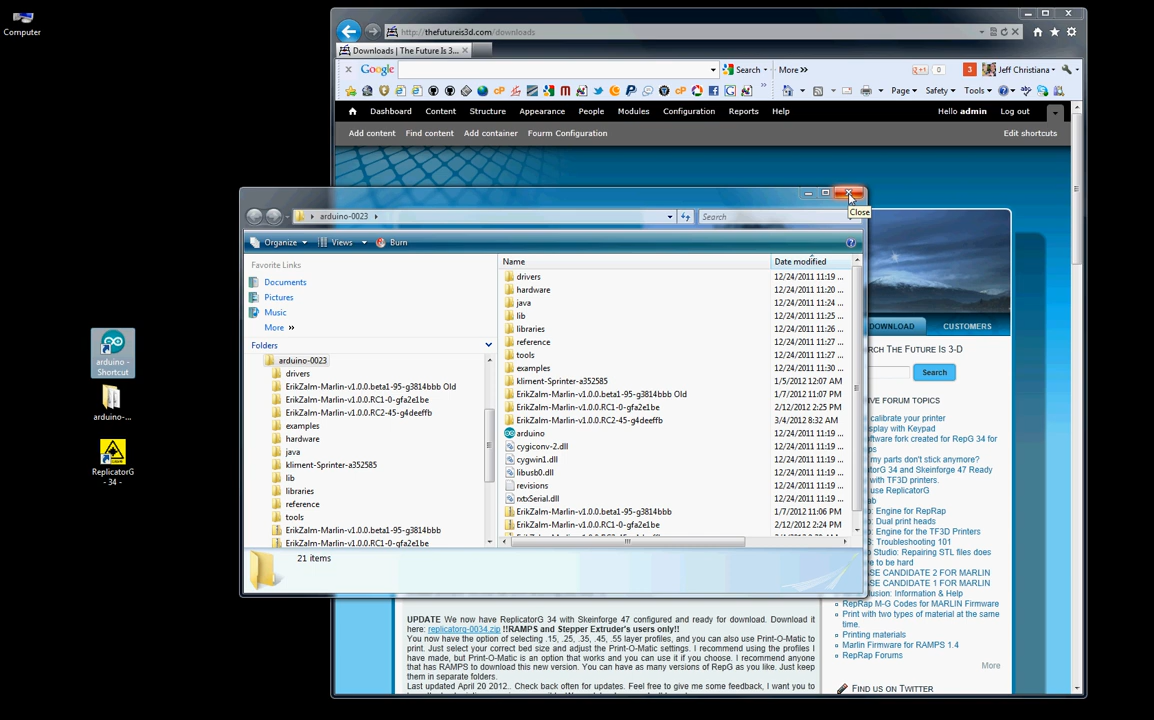 Computer
http://thefutureis3d.com/downloads
Downloads | The Future Is 3...
Google
Search
More »
0
3
Jeff Christiana
Page
Safety
Tools
Dashboard Content Structure Appearance People Modules Configuration Reports Help
Hello admin Log out
Add content Find content Add container Fourm Configuration
Edit shortcuts
arduino-0023
Search
Close
Organize
Views
Burn
Favorite Links
Documents
Pictures
Music
More »
Folders
arduino-0023
drivers
ErikZalm-Marlin-v1.0.0.beta1-95-g3814bbb Old
ErikZalm-Marlin-v1.0.0.RC1-0-gfa2e1be
ErikZalm-Marlin-v1.0.0.RC2-45-g4deeffb
examples
hardware
java
kliment-Sprinter-a352585
lib
libraries
reference
tools
ErikZalm-Marlin-v1.0.0.beta1-95-g3814bbb
ErikZalm-Marlin-v1.0.0.RC1-0-gfa2e1be
Name Date modified
drivers 12/24/2011 11:19 ...
hardware 12/24/2011 11:20 ...
java 12/24/2011 11:24 ...
lib 12/24/2011 11:25 ...
libraries 12/24/2011 11:26 ...
reference 12/24/2011 11:27 ...
tools 12/24/2011 11:27 ...
examples 12/24/2011 11:30 ...
kliment-Sprinter-a352585 1/5/2012 12:07 AM
ErikZalm-Marlin-v1.0.0.beta1-95-g3814bbb Old 1/7/2012 11:07 PM
ErikZalm-Marlin-v1.0.0.RC1-0-gfa2e1be 2/12/2012 2:25 PM
ErikZalm-Marlin-v1.0.0.RC2-45-g4deeffb 3/4/2012 8:32 AM
arduino 12/24/2011 11:19 ...
cygiconv-2.dll 12/24/2011 11:19 ...
cygwin1.dll 12/24/2011 11:19 ...
libusb0.dll 12/24/2011 11:19 ...
revisions 12/24/2011 11:19 ...
rxtxSerial.dll 12/24/2011 11:19 ...
ErikZalm-Marlin-v1.0.0.beta1-95-g3814bbb 1/7/2012 11:06 PM
ErikZalm-Marlin-v1.0.0.RC1-0-gfa2e1be 2/12/2012 2:24 PM
21 items
arduino - Shortcut
arduino-...
ReplicatorG - 34 -
DOWNLOAD
CUSTOMERS
RCH THE FUTURE IS 3-D
Search
IVE FORUM TOPICS
calibrate your printer
display with Keypad
oftware fork created for RepG 34 for
my parts don't stick anymore?
atorG 34 and Skeinforge 47 Ready
with TF3D printers.
use ReplicatorG
: Engine for RepRap
: Dual print heads
: Engine for the TF3D Printers
S: Troubleshooting 101
Studio: Repairing STL files does
e to be hard
ASE CANDIDATE 2 FOR MARLIN
ASE CANDIDATE 1 FOR MARLIN
lusion: Information & Help
RepRap M-G Codes for MARLIN Firmware
Print with two types of material at the same
time.
Printing materials
Marlin Firmware for RAMPS 1.4
RepRap Forums
More
FIND US ON TWITTER
UPDATE We now have ReplicatorG 34 with Skeinforge 47 configured and ready for download. Download it
here: replicatorg-0034.zip !!RAMPS and Stepper Extruder's users only!!
You now have the option of selecting .15, .25, .35, .45, .55 layer profiles, and you can also use Print-O-Matic to
print. Just select your correct bed size and adjust the Print-O-Matic settings. I recommend using the profiles I
have made, but Print-O-Matic is an option that works and you can use it if you choose. I recommend anyone
that has RAMPS to download this new version. You can have as many versions of RepG as you like. Just keep
them in separate folders.
Last updated April 20 2012.. Check back often for updates. Feel free to give me some feedback, I want you to